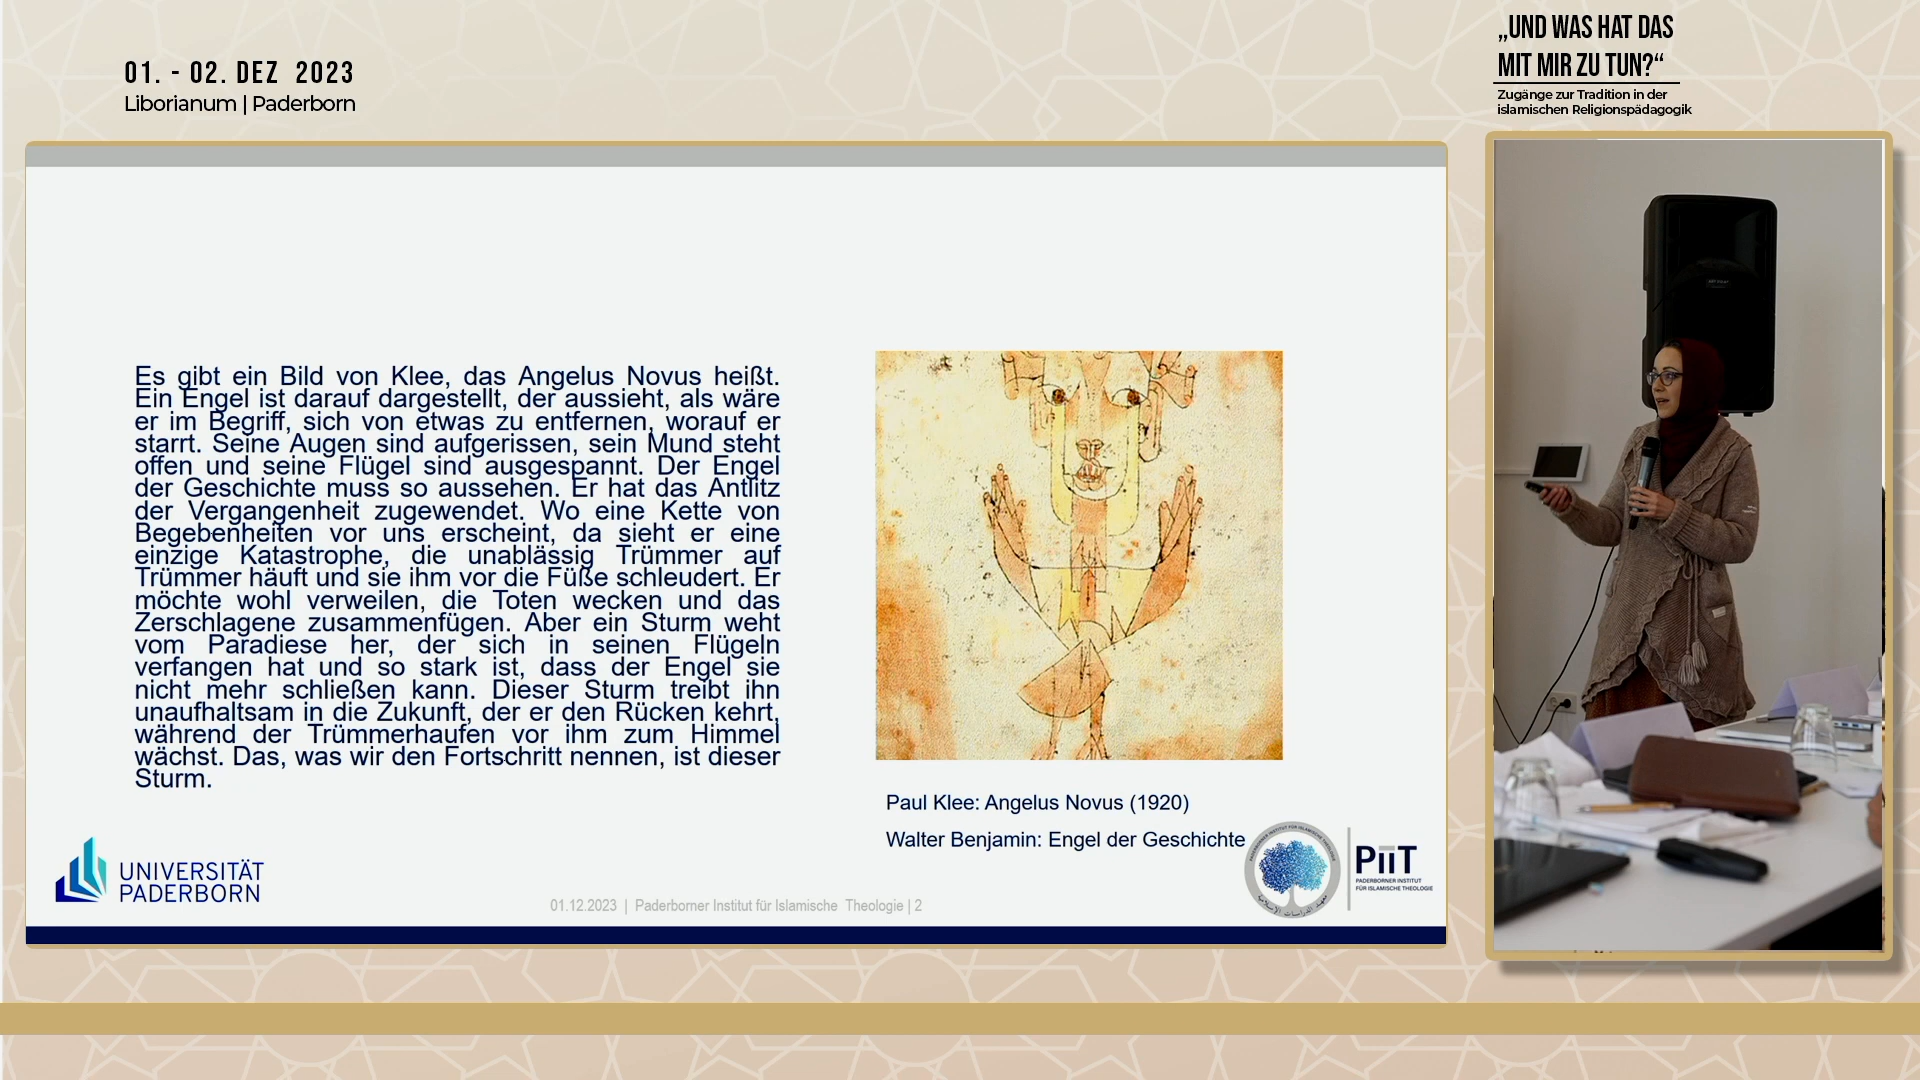 01. - 02. DEZ 2023
Liborianum | Paderborn
„UND WAS HAT DAS
MIT MIR ZU TUN?“
Zugänge zur Tradition in der
islamischen Religionspädagogik
Es gibt ein Bild von Klee, das Angelus Novus heißt.
Ein Engel ist darauf dargestellt, der aussieht, als wäre
er im Begriff, sich von etwas zu entfernen, worauf er
starrt. Seine Augen sind aufgerissen, sein Mund steht
offen und seine Flügel sind ausgespannt. Der Engel
der Geschichte muss so aussehen. Er hat das Antlitz
der Vergangenheit zugewendet. Wo eine Kette von
Begebenheiten vor uns erscheint, da sieht er eine
einzige Katastrophe, die unablässig Trümmer auf
Trümmer häuft und sie ihm vor die Füße schleudert. Er
möchte wohl verweilen, die Toten wecken und das
Zerschlagene zusammenfügen. Aber ein Sturm weht
vom Paradiese her, der sich in seinen Flügeln
verfangen hat und so stark ist, dass der Engel sie
nicht mehr schließen kann. Dieser Sturm treibt ihn
unaufhaltsam in die Zukunft, der er den Rücken kehrt,
während der Trümmerhaufen vor ihm zum Himmel
wächst. Das, was wir den Fortschritt nennen, ist dieser
Sturm.
Paul Klee: Angelus Novus (1920)
Walter Benjamin: Engel der Geschichte
UNIVERSITÄT
PADERBORN
01.12.2023 | Paderborner Institut für Islamische Theologie | 2
PADERBORNER INSTITUT FÜR ISLAMISCHE THEOLOGIE
معهد الدراسات الإسلامية
PiiT
PADERBORNER INSTITUT
FÜR ISLAMISCHE THEOLOGIE